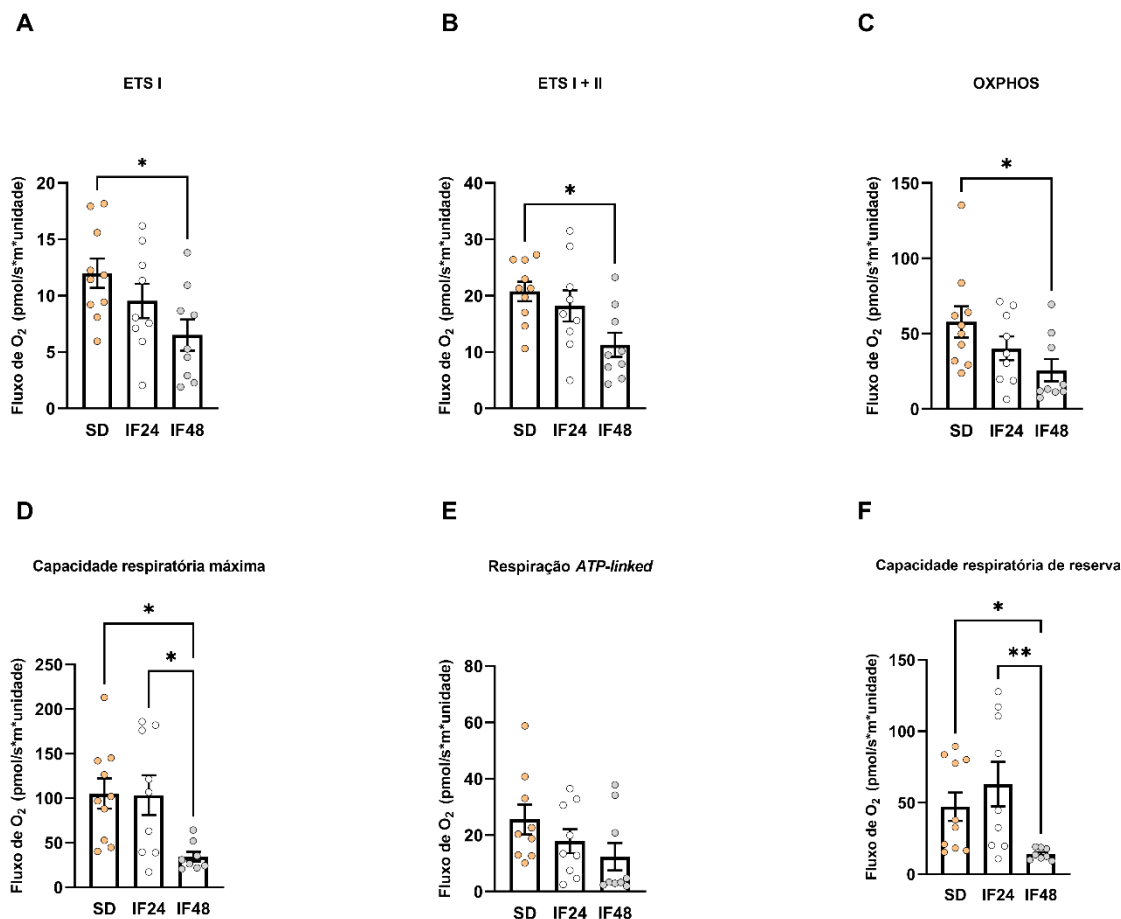 A
ETS I
Fluxo de O₂ (pmol/s*m*unidade)
20
15
10
5
0
*
SD IF24 IF48
B
ETS I + II
Fluxo de O₂ (pmol/s*m*unidade)
40
30
20
10
0
*
SD IF24 IF48
C
OXPHOS
Fluxo de O₂ (pmol/s*m*unidade)
150
100
50
0
*
SD IF24 IF48
D
Capacidade respiratória máxima
Fluxo de O₂ (pmol/s*m*unidade)
250
200
150
100
50
0
*
*
SD IF24 IF48
E
Respiração ATP-linked
Fluxo de O₂ (pmol/s*m*unidade)
80
60
40
20
0
SD IF24 IF48
F
Capacidade respiratória de reserva
Fluxo de O₂ (pmol/s*m*unidade)
150
100
50
0
*
**
SD IF24 IF48